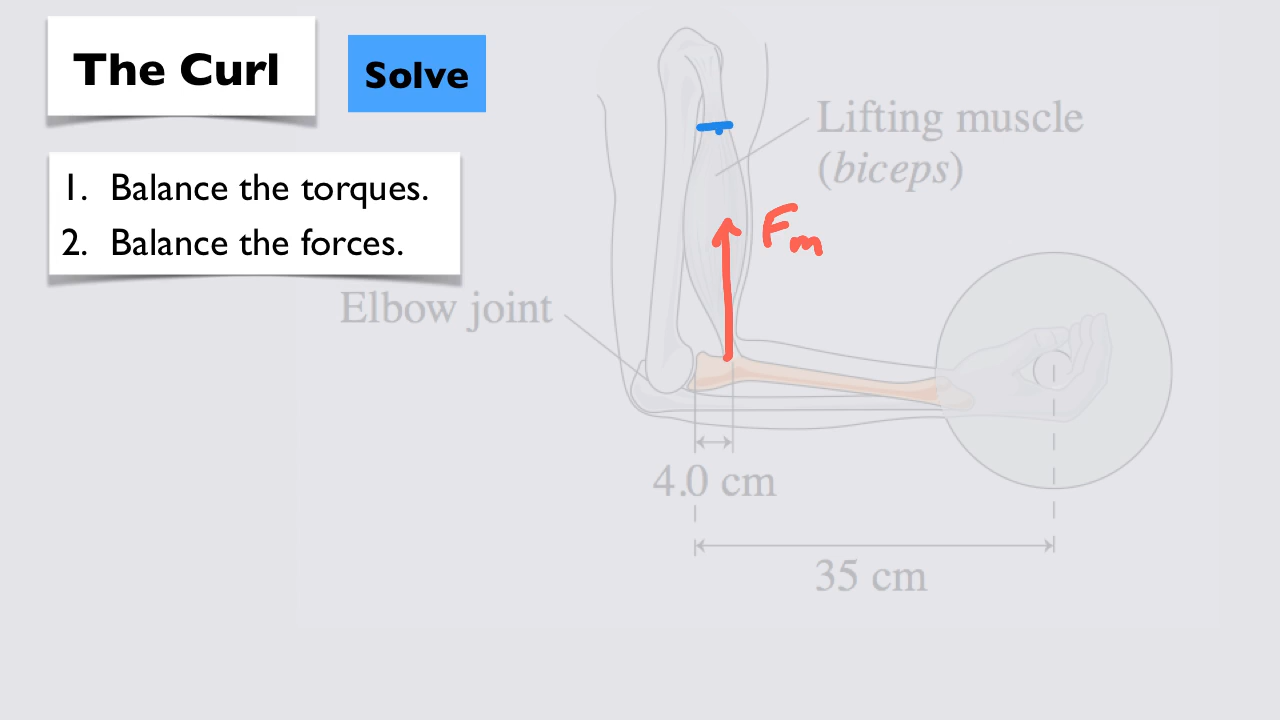 The Curl
Solve
1. Balance the torques.
2. Balance the forces.
Lifting muscle
(biceps)
Fm
Elbow joint
4.0 cm
35 cm